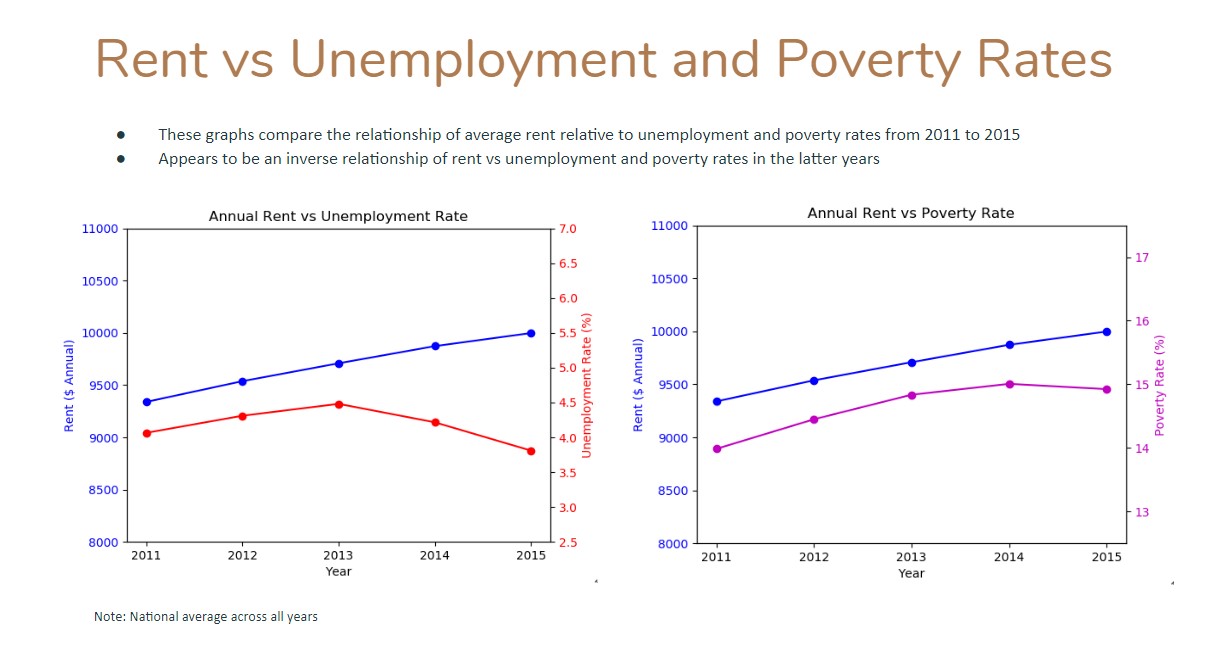 Rent vs Unemployment and Poverty Rates
● These graphs compare the relationship of average rent relative to unemployment and poverty rates from 2011 to 2015
● Appears to be an inverse relationship of rent vs unemployment and poverty rates in the latter years
Annual Rent vs Unemployment Rate
11000
10500
10000
9500
9000
8500
8000
Rent ($ Annual)
7.0
6.5
6.0
5.5
5.0
4.5
4.0
3.5
3.0
2.5
Unemployment Rate (%)
2011 2012 2013 2014 2015
Year
Annual Rent vs Poverty Rate
11000
10500
10000
9500
9000
8500
8000
Rent ($ Annual)
17
16
15
14
13
Poverty Rate (%)
2011 2012 2013 2014 2015
Year
Note: National average across all years